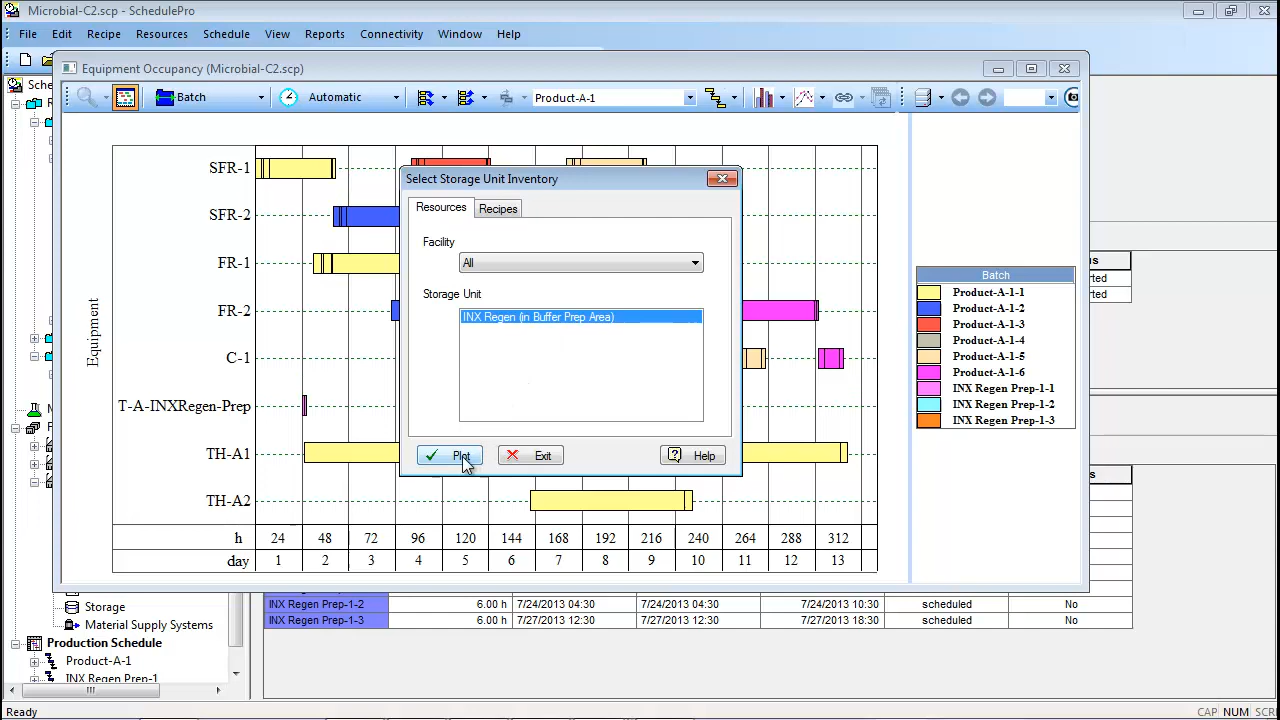 Microbial-C2.scp - SchedulePro
File Edit Recipe Resources Schedule View Reports Connectivity Window Help
Equipment Occupancy (Microbial-C2.scp)
Batch Automatic Product-A-1
Select Storage Unit Inventory
Resources Recipes
Facility
All
Storage Unit
INX Regen (in Buffer Prep Area)
Plot Exit Help
Equipment
SFR-1
SFR-2
FR-1
FR-2
C-1
T-A-INXRegen-Prep
TH-A1
TH-A2
h 24 48 72 96 120 144 168 192 216 240 264 288 312
day 1 2 3 4 5 6 7 8 9 10 11 12 13
Batch
Product-A-1-1
Product-A-1-2
Product-A-1-3
Product-A-1-4
Product-A-1-5
Product-A-1-6
INX Regen Prep-1-1
INX Regen Prep-1-2
INX Regen Prep-1-3
Sche
Storage
Material Supply Systems
Production Schedule
Product-A-1
INX Regen Prep-1
INX Regen Prep-1-2 6.00 h 7/24/2013 04:30 7/24/2013 04:30 7/24/2013 10:30 scheduled No
INX Regen Prep-1-3 6.00 h 7/27/2013 12:30 7/27/2013 12:30 7/27/2013 18:30 scheduled No
Ready
CAP NUM SCR